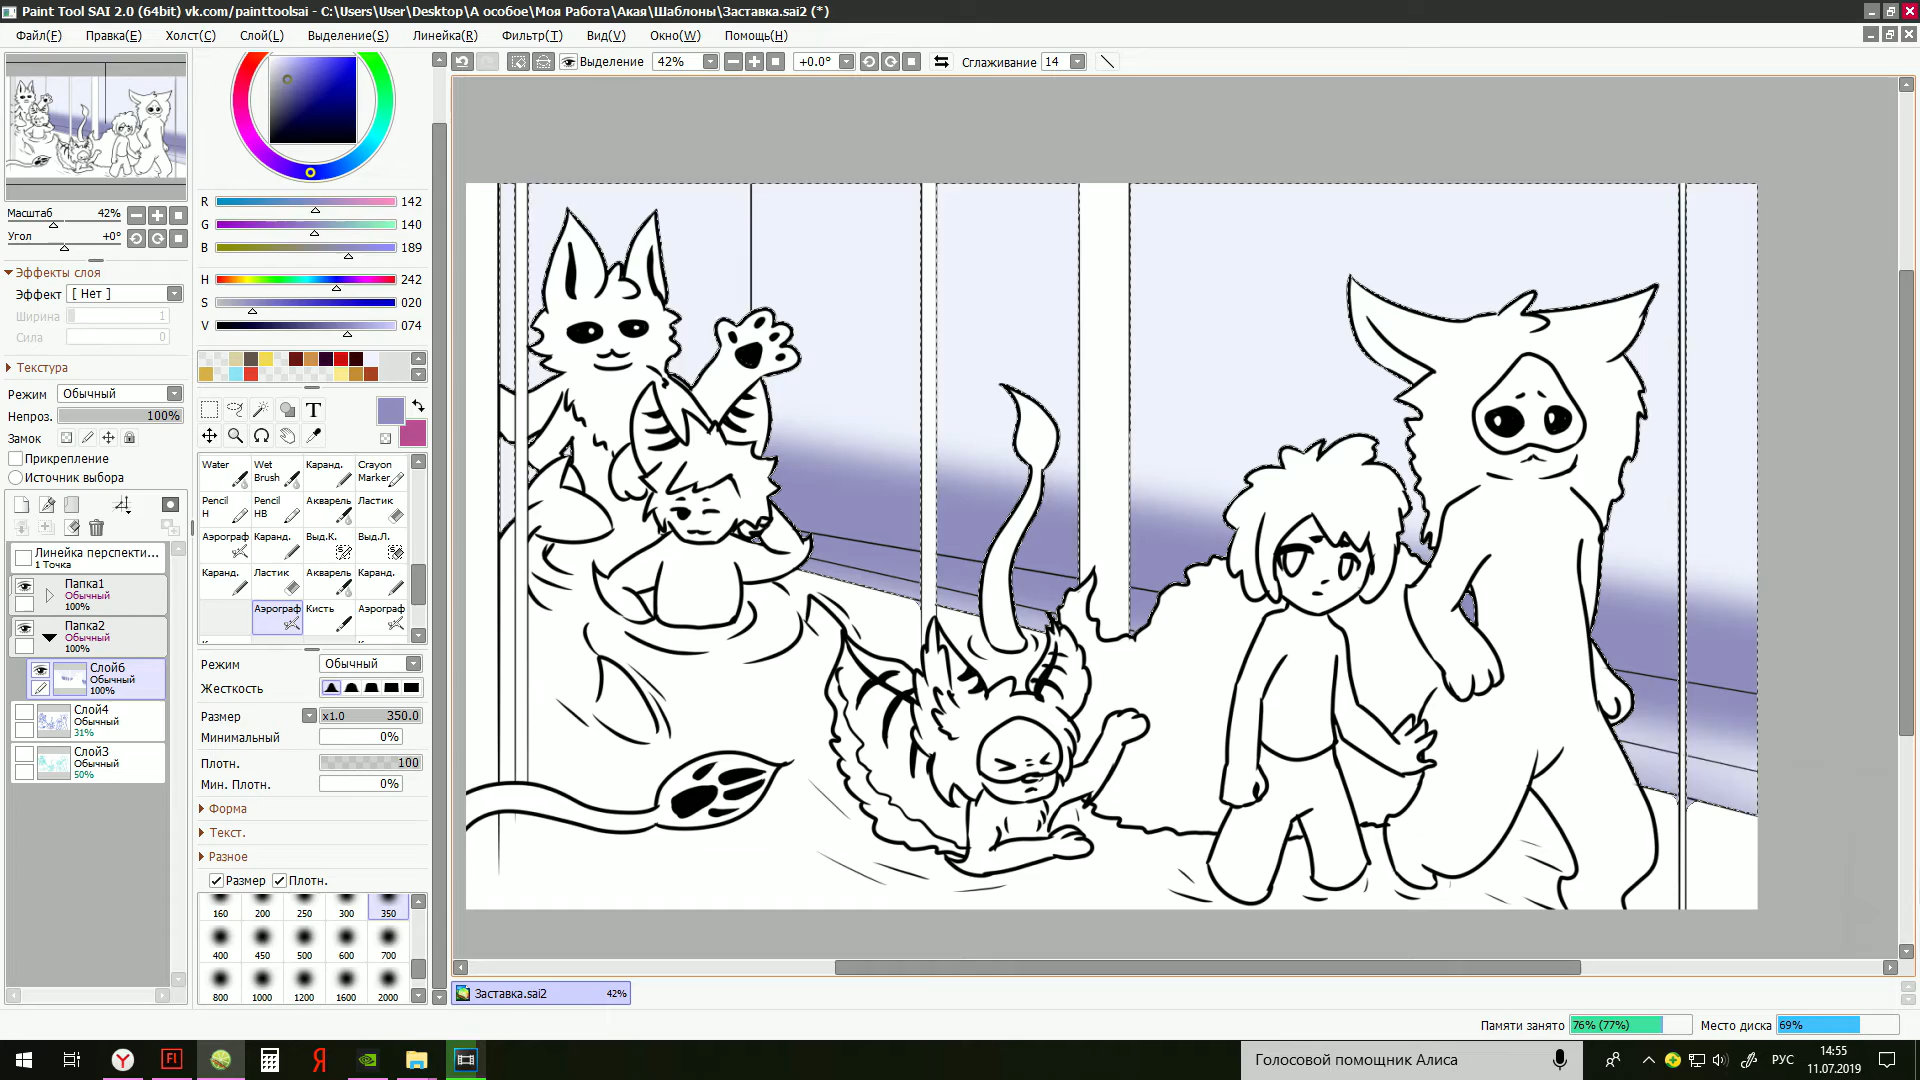 Paint Tool SAI 2.0 (64bit) vk.com/painttoolsai - C:\Users\User\Desktop\А особое\Моя Работа\Акая\Шаблоны\Заставка.sai2 (*)
Файл(F) Правка(E) Холст(C) Слой(L) Выделение(S) Линейка(R) Фильтр(T) Вид(V) Окно(W) Помощь(H)
Выделение 42% +0.0° Сглаживание 14
Масштаб 42%
Угол +0°
Эффекты слоя
Эффект [ Нет ]
Ширина 1
Сила 0
Текстура
Режим Обычный
Непроз. 100%
Замок
Прикрепление
Источник выбора
Линейка перспекти...
1 Точка
Папка1
Обычный
100%
Папка2
Обычный
100%
Слой6
Обычный
100%
Слой4
Обычный
31%
Слой3
Обычный
50%
R 142
G 140
B 189
H 242
S 020
V 074
T
Water Wet Brush Каранд. Crayon Marker
Pencil H Pencil HB Акварель Ластик
Аэрограф Каранд. Выд.К. Выд.Л.
Каранд. Ластик Акварель Каранд.
Аэрограф Кисть Аэрограф
Режим Обычный
Жесткость
Размер x1.0 350.0
Минимальный 0%
Плотн. 100
Мин. Плотн. 0%
Форма
Текст.
Разное
Размер Плотн.
160 200 250 300 350
400 450 500 600 700
800 1000 1200 1600 2000
Заставка.sai2 42%
Памяти занято 76% (77%) Место диска 69%
Голосовой помощник Алиса
РУС
14:55
11.07.2019